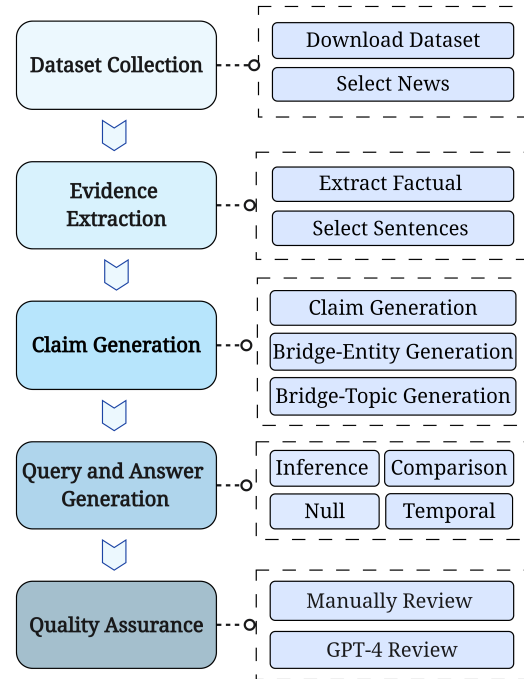 Dataset Collection
Download Dataset
Select News
Evidence
Extraction
Extract Factual
Select Sentences
Claim Generation
Claim Generation
Bridge-Entity Generation
Bridge-Topic Generation
Query and Answer
Generation
Inference
Comparison
Null
Temporal
Quality Assurance
Manually Review
GPT-4 Review